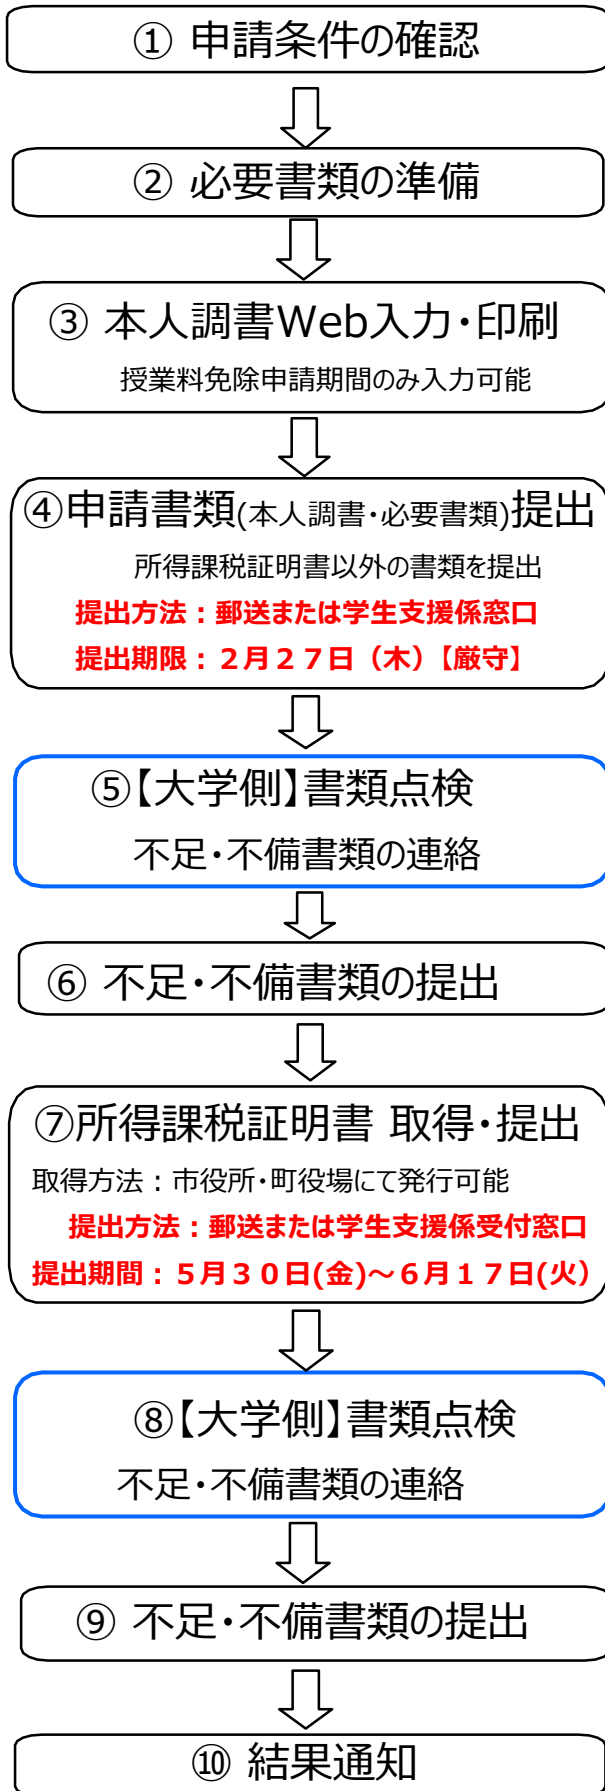 ① 申請条件の確認
② 必要書類の準備
③ 本人調書Web入力・印刷
授業料免除申請期間のみ入力可能
④申請書類(本人調書・必要書類)提出
所得課税証明書以外の書類を提出
提出方法：郵送または学生支援係窓口
提出期限：２月２７日（木）【厳守】
⑤【大学側】書類点検
不足・不備書類の連絡
⑥ 不足・不備書類の提出
⑦所得課税証明書 取得・提出
取得方法：市役所・町役場にて発行可能
提出方法：郵送または学生支援係受付窓口
提出期間：５月３０日(金)～６月１７日(火）
⑧【大学側】書類点検
不足・不備書類の連絡
⑨ 不足・不備書類の提出
⑩ 結果通知